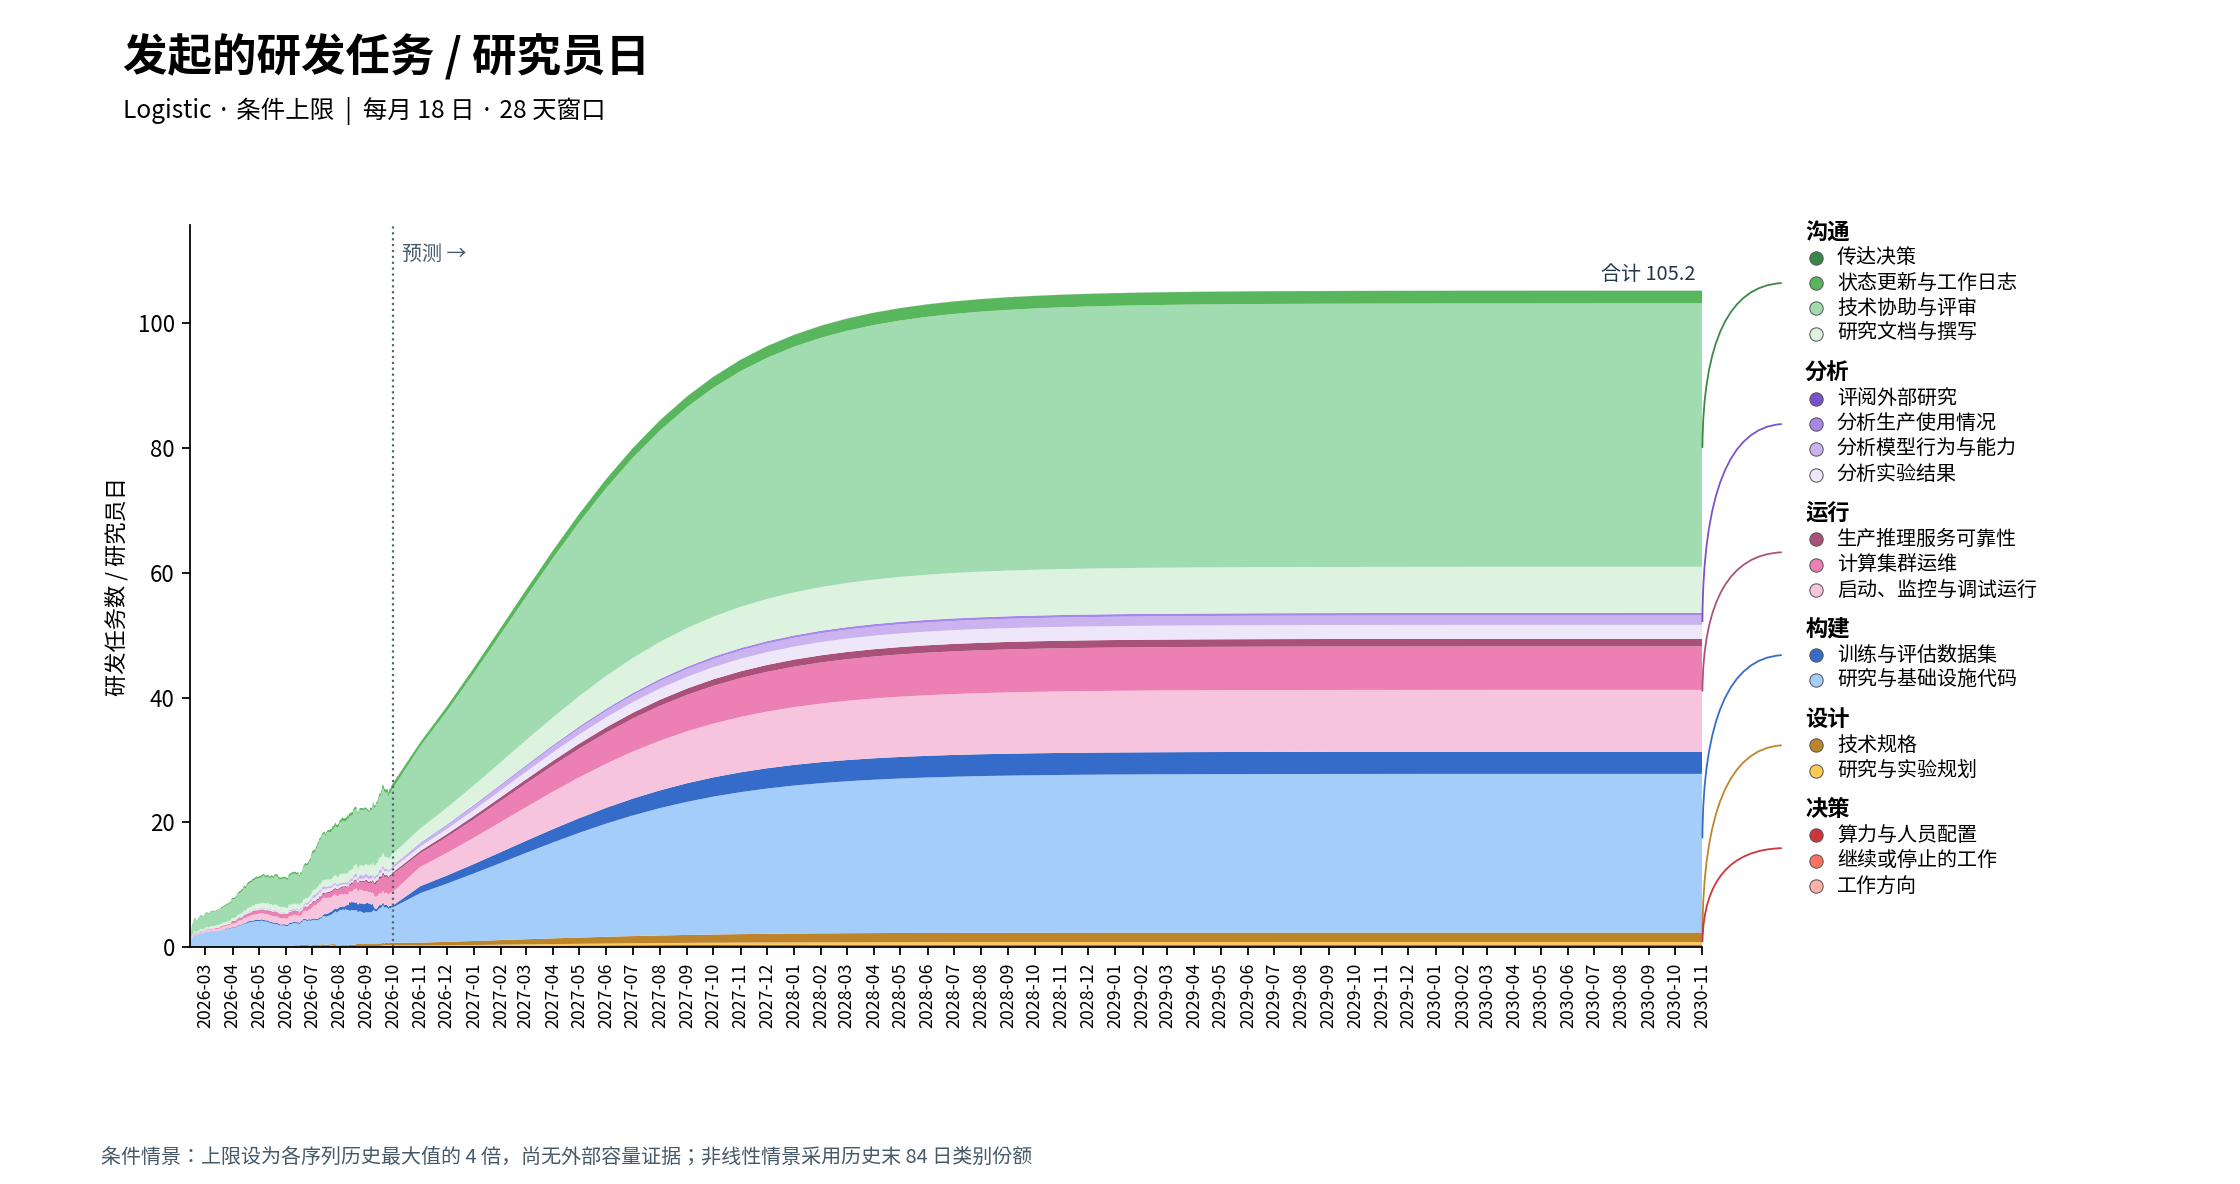 发起的研发任务 / 研究员日
Logistic · 条件上限 | 每月 18 日 · 28 天窗口
预测 →
合计 105.2
研发任务数 / 研究员日
100
80
60
40
20
0
2026-03
2026-04
2026-05
2026-06
2026-07
2026-08
2026-09
2026-10
2026-11
2026-12
2027-01
2027-02
2027-03
2027-04
2027-05
2027-06
2027-07
2027-08
2027-09
2027-10
2027-11
2027-12
2028-01
2028-02
2028-03
2028-04
2028-05
2028-06
2028-07
2028-08
2028-09
2028-10
2028-11
2028-12
2029-01
2029-02
2029-03
2029-04
2029-05
2029-06
2029-07
2029-08
2029-09
2029-10
2029-11
2029-12
2030-01
2030-02
2030-03
2030-04
2030-05
2030-06
2030-07
2030-08
2030-09
2030-10
2030-11
沟通
传达决策
状态更新与工作日志
技术协助与评审
研究文档与撰写
分析
评阅外部研究
分析生产使用情况
分析模型行为与能力
分析实验结果
运行
生产推理服务可靠性
计算集群运维
启动、监控与调试运行
构建
训练与评估数据集
研究与基础设施代码
设计
技术规格
研究与实验规划
决策
算力与人员配置
继续或停止的工作
工作方向
条件情景：上限设为各序列历史最大值的 4 倍，尚无外部容量证据；非线性情景采用历史末 84 日类别份额